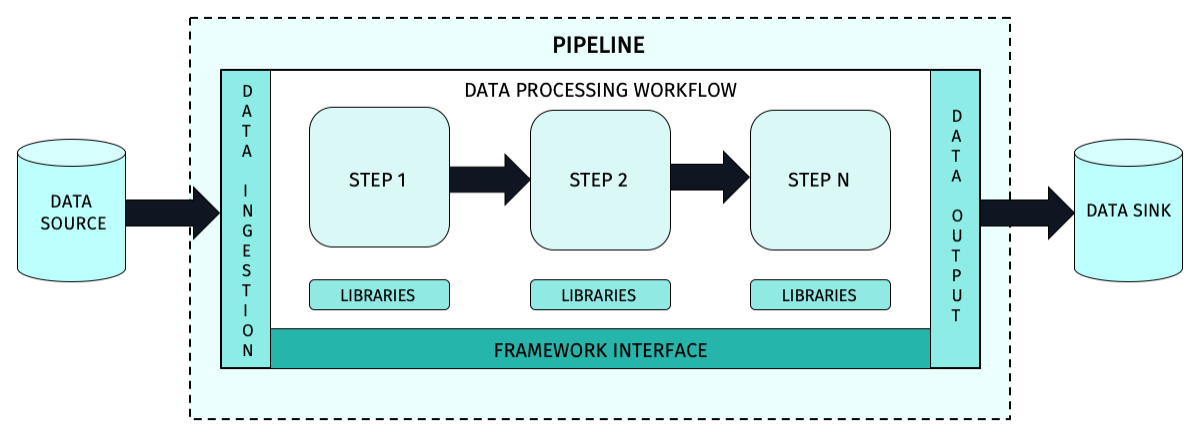 PIPELINE
DATA PROCESSING WORKFLOW
DATA
SOURCE
DATA INGESTION
STEP 1
STEP 2
STEP N
LIBRARIES
LIBRARIES
LIBRARIES
FRAMEWORK INTERFACE
DATA OUTPUT
DATA SINK